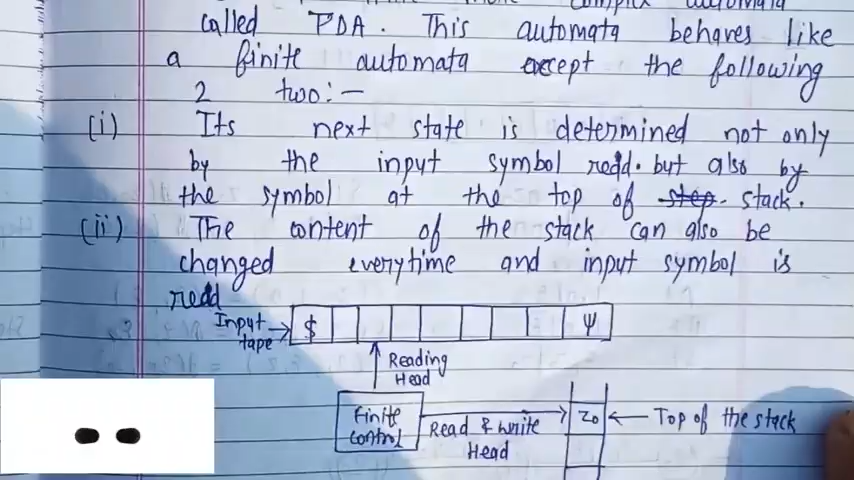 complex automata
called PDA. This automata behaves like
a finite automata except the following
2 two:—
(i) Its next state is determined not only
by the input symbol redd. but also by
the symbol at the top of step. stack.
(ii) The content of the stack can also be
changed everytime and input symbol is
redd
Input tape
$ ψ
Reading Head
Finite control
Read & write Head
Z0
Top of the stack